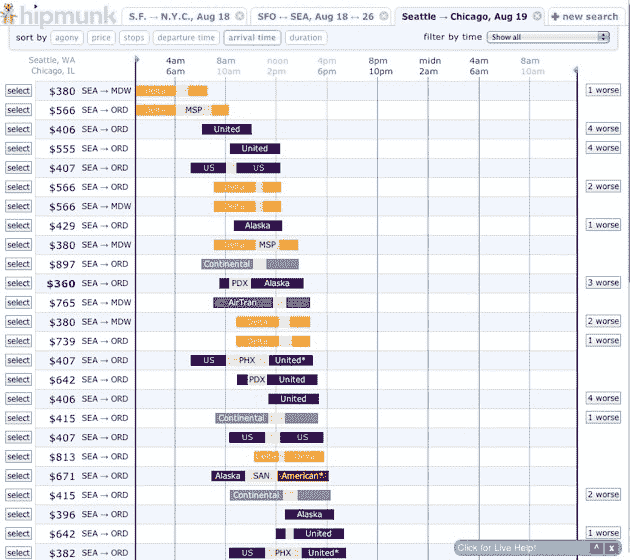 hipmunk S.F. → N.Y.C., Aug 18 SFO ↔ SEA, Aug 18 ↔ 26 Seattle → Chicago, Aug 19 + new search
sort by agony price stops departure time arrival time duration filter by time Show all
Seattle, WA 4am 8am noon 4pm 8pm midn 4am 8am
Chicago, IL 6am 10am 2pm 6pm 10pm 2am 6am 10am
select $380 SEA → MDW Delta 1 worse
select $566 SEA → ORD Delta MSP
select $406 SEA → ORD United 4 worse
select $555 SEA → ORD United 4 worse
select $407 SEA → ORD US US
select $566 SEA → ORD Delta 2 worse
select $566 SEA → MDW Delta
select $429 SEA → ORD Alaska 1 worse
select $380 SEA → MDW Delta MSP
select $897 SEA → ORD Continental
select $360 SEA → ORD PDX Alaska 3 worse
select $765 SEA → MDW AirTran
select $380 SEA → MDW Delta 2 worse
select $739 SEA → ORD Delta 1 worse
select $407 SEA → ORD US PHX United*
select $642 SEA → ORD PDX United
select $406 SEA → ORD United 4 worse
select $415 SEA → ORD Continental 1 worse
select $407 SEA → ORD US US
select $813 SEA → ORD Delta Delta
select $671 SEA → ORD Alaska SAN American*
select $415 SEA → ORD Continental 2 worse
select $396 SEA → ORD Alaska
select $642 SEA → ORD United 1 worse
select $382 SEA → ORD US PHX United*
Click for Live Help! ^ x